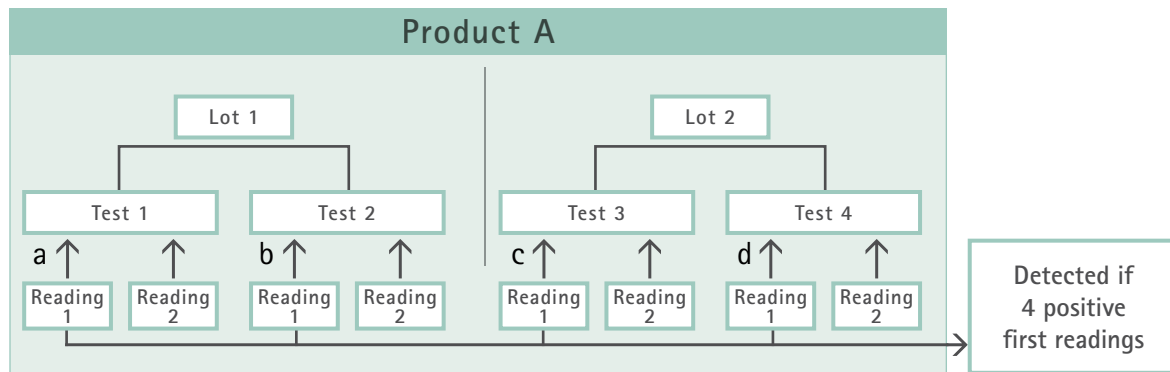 Product A
Lot 1
Lot 2
Test 1
Test 2
Test 3
Test 4
a
b
c
d
Reading
1
Reading
2
Reading
1
Reading
2
Reading
1
Reading
2
Reading
1
Reading
2
Detected if
4 positive
first readings